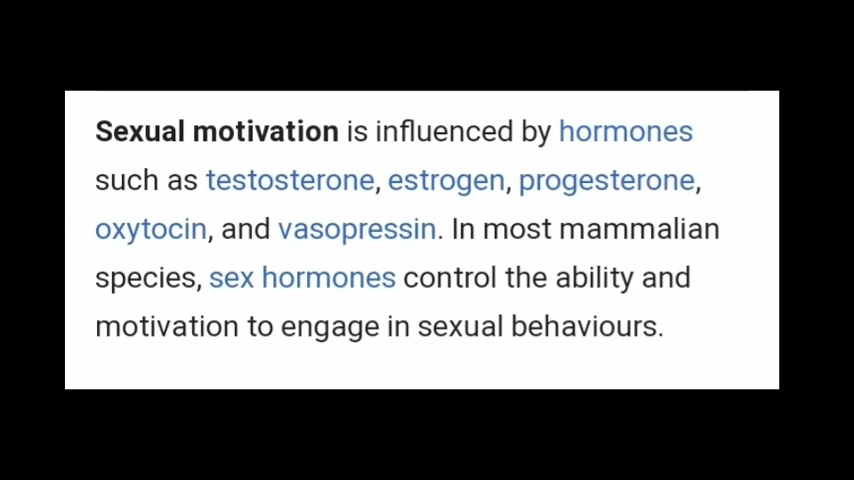 Sexual motivation is influenced by hormones
such as testosterone, estrogen, progesterone,
oxytocin, and vasopressin. In most mammalian
species, sex hormones control the ability and
motivation to engage in sexual behaviours.